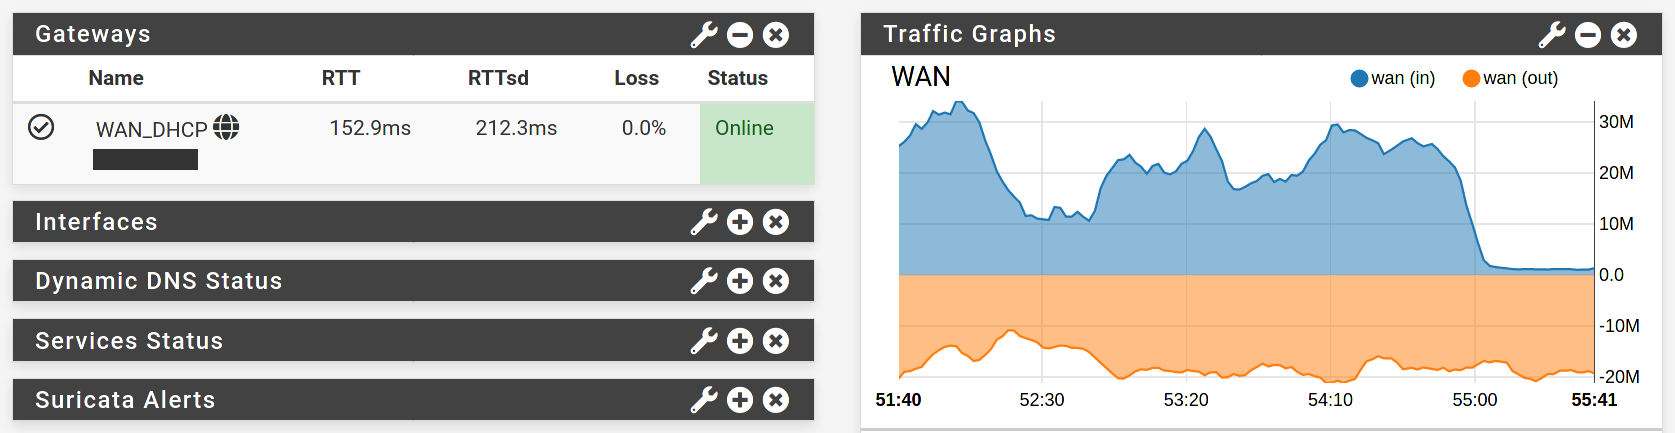 Gateways
Name RTT RTTsd Loss Status
WAN_DHCP 152.9ms 212.3ms 0.0% Online
Interfaces
Dynamic DNS Status
Services Status
Suricata Alerts
Traffic Graphs
WAN wan (in) wan (out)
30M
20M
10M
0.0
-10M
-20M
51:40 52:30 53:20 54:10 55:00 55:41